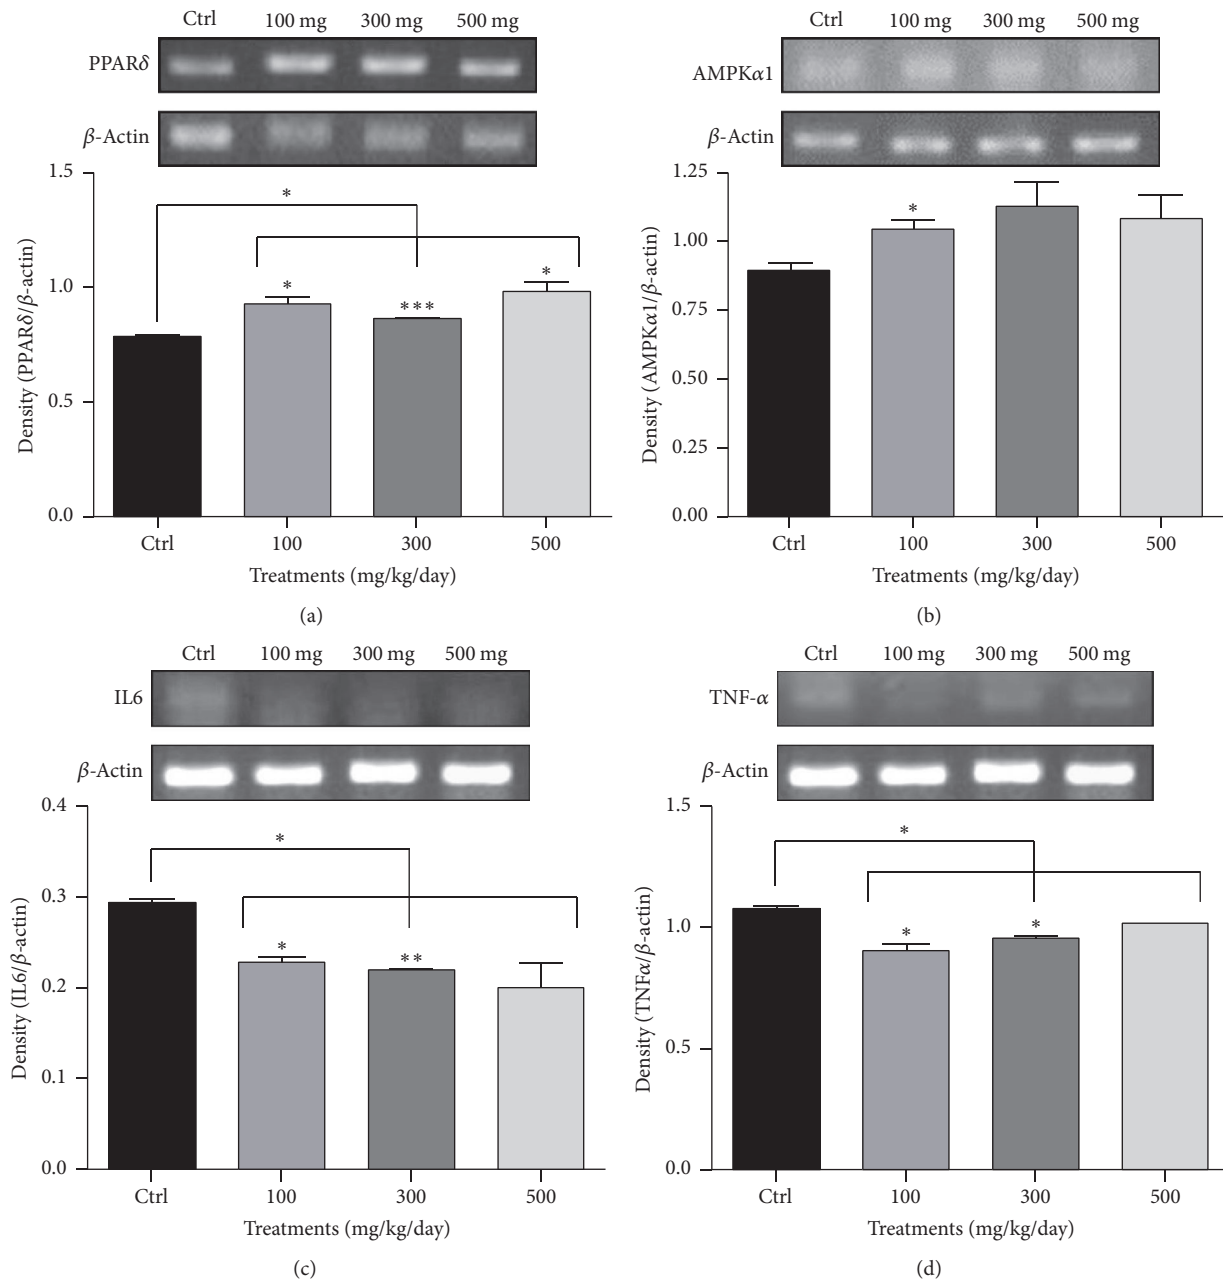 Ctrl 100 mg 300 mg 500 mg
PPARδ
β-Actin
1.5
1.0
0.5
0.0
Density (PPARδ/β-actin)
*
*
***
*
Ctrl 100 300 500
Treatments (mg/kg/day)
(a)
Ctrl 100 mg 300 mg 500 mg
AMPKα1
β-Actin
1.25
1.00
0.75
0.50
0.25
0.00
Density (AMPKα1/β-actin)
*
Ctrl 100 300 500
Treatments (mg/kg/day)
(b)
Ctrl 100 mg 300 mg 500 mg
IL6
β-Actin
0.4
0.3
0.2
0.1
0.0
Density (IL6/β-actin)
*
*
**
Ctrl 100 300 500
Treatments (mg/kg/day)
(c)
Ctrl 100 mg 300 mg 500 mg
TNF-α
β-Actin
1.5
1.0
0.5
0.0
Density (TNFα/β-actin)
*
*
*
Ctrl 100 300 500
Treatments (mg/kg/day)
(d)